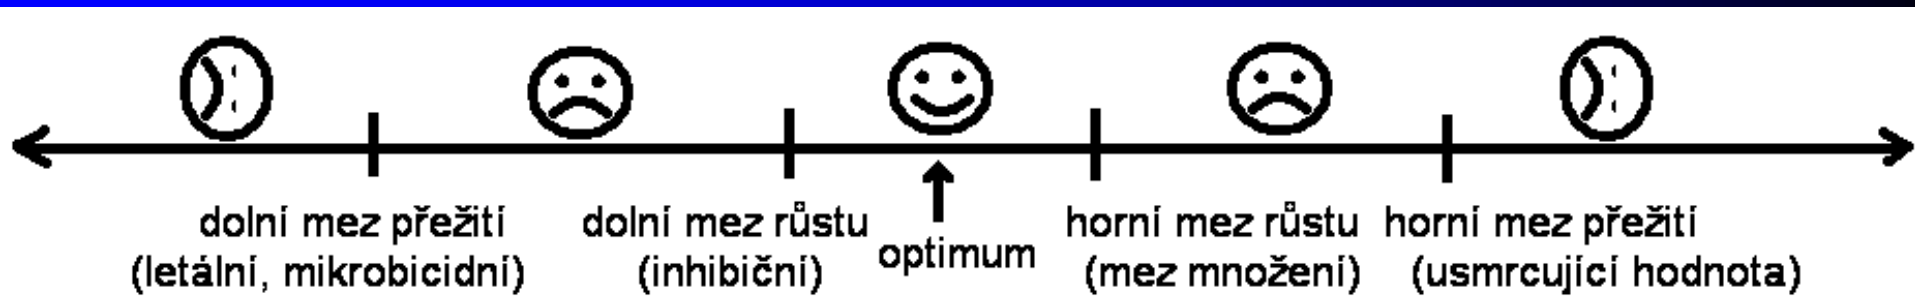 dolní mez přežití
(letální, mikrobicidní)
dolní mez růstu
(inhibiční)
optimum
horní mez růstu
(mez množení)
horní mez přežití
(usmrcující hodnota)